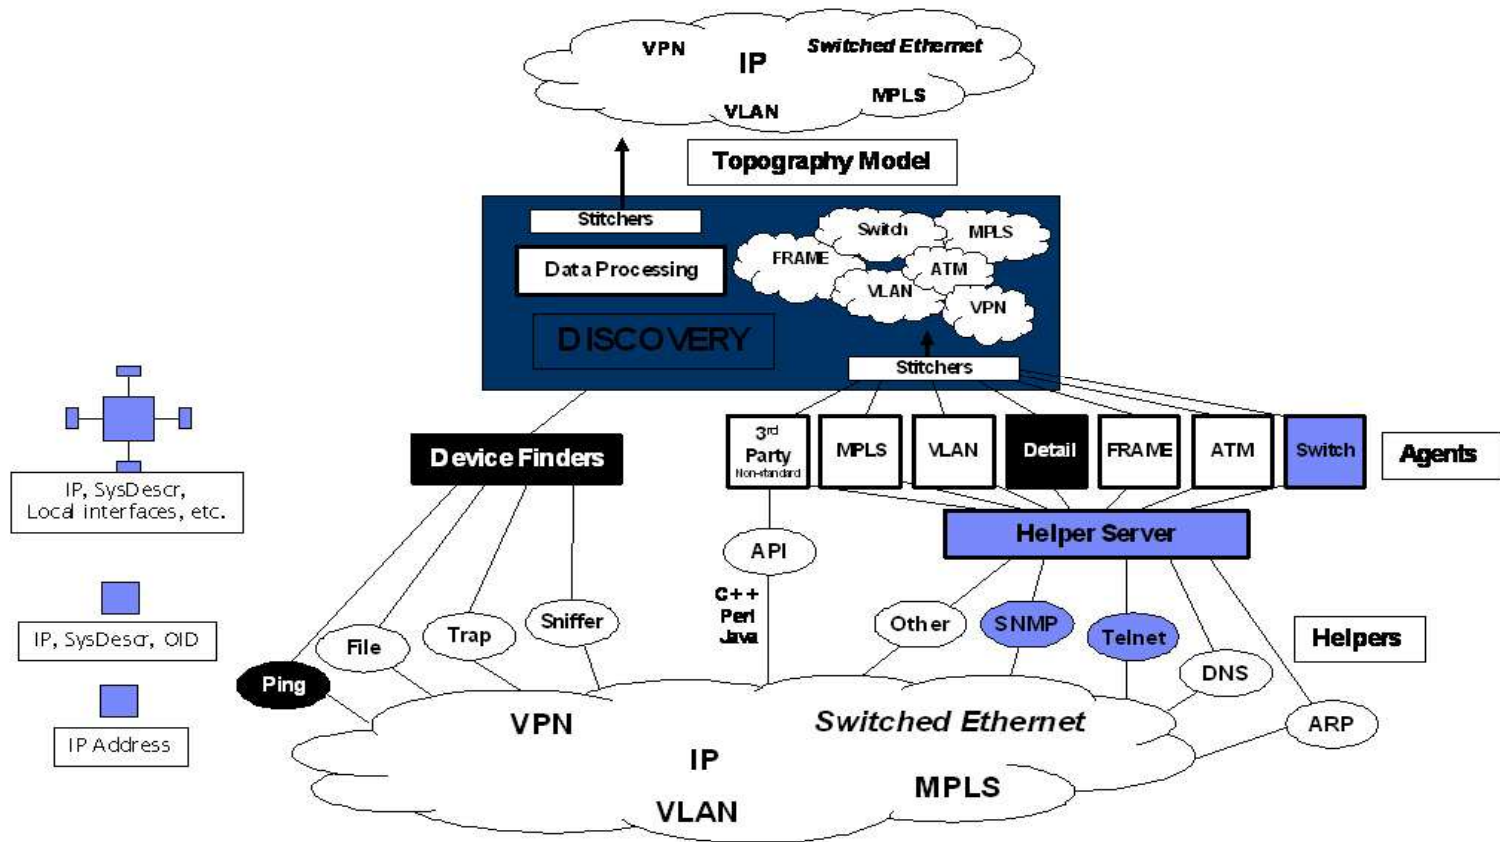 VPN
Switched Ethernet
IP
MPLS
VLAN
Topography Model
Stitchers
Switch
MPLS
FRAME
Data Processing
ATM
VLAN
VPN
DISCOVERY
Stitchers
3rd
Party
Non-standard
MPLS
VLAN
Detail
FRAME
ATM
Switch
Agents
Device Finders
IP, SysDescr,
Local interfaces, etc.
Helper Server
API
C++
Perl
Java
IP, SysDescr, OID
File
Trap
Sniffer
Other
SNMP
Telnet
Helpers
Ping
DNS
IP Address
ARP
VPN
Switched Ethernet
IP
MPLS
VLAN